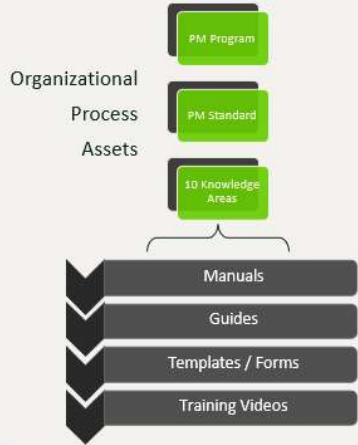 PM Program
Organizational
Process
Assets
PM Standard
10 Knowledge
Areas
Manuals
Guides
Templates / Forms
Training Videos